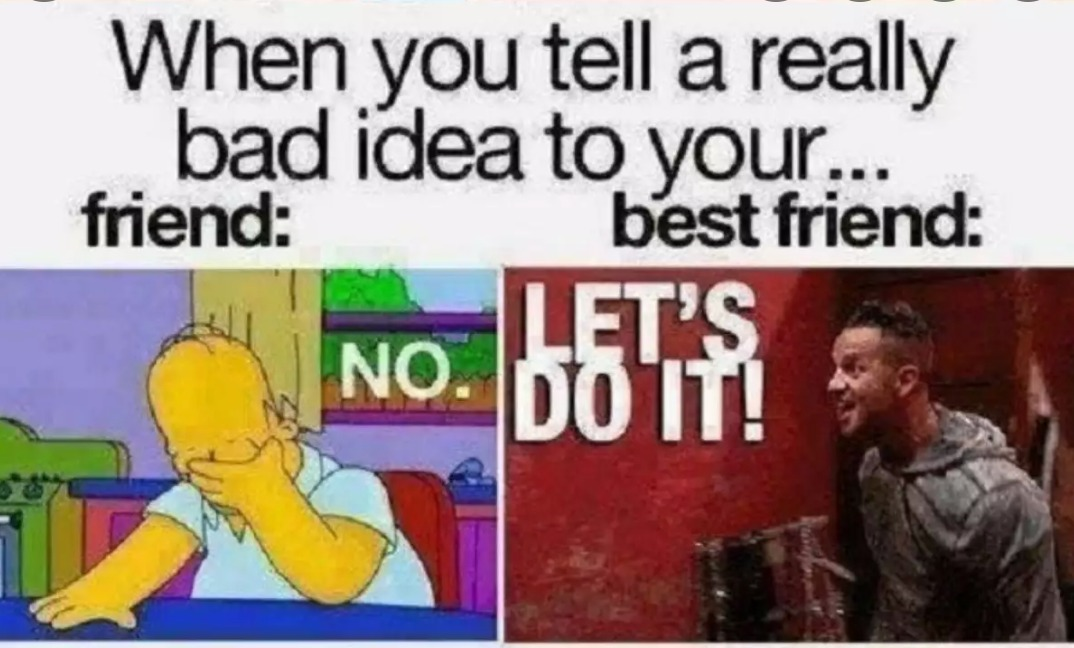 When you tell a really
bad idea to your...
friend:
best friend:
NO.
LET'S
DO IT!